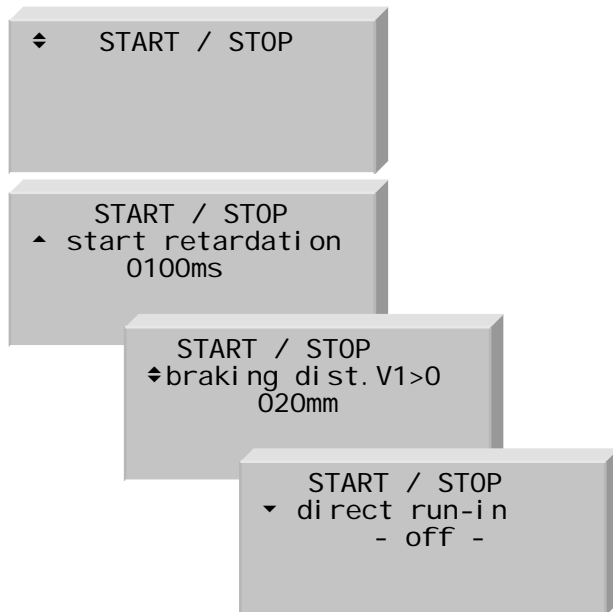 START / STOP
START / STOP
start retardation
0100ms
START / STOP
braking dist.V1>0
020mm
START / STOP
direct run-in
- off -